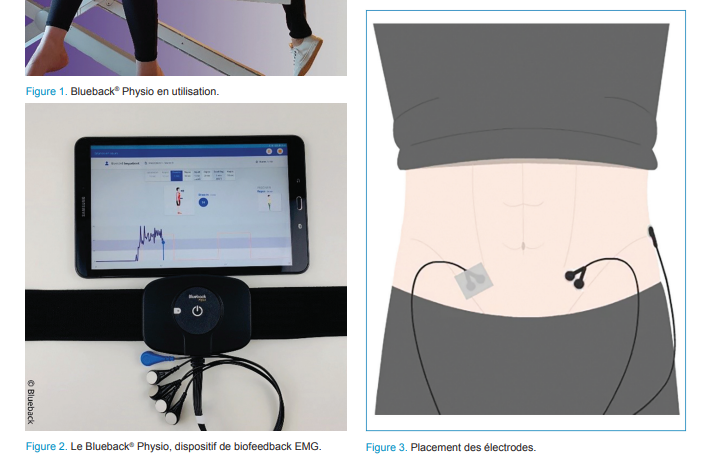 Figure 1. Blueback® Physio en utilisation.
SAMSUNG
Blueback
© Blueback
Figure 2. Le Blueback® Physio, dispositif de biofeedback EMG.
Figure 3. Placement des électrodes.